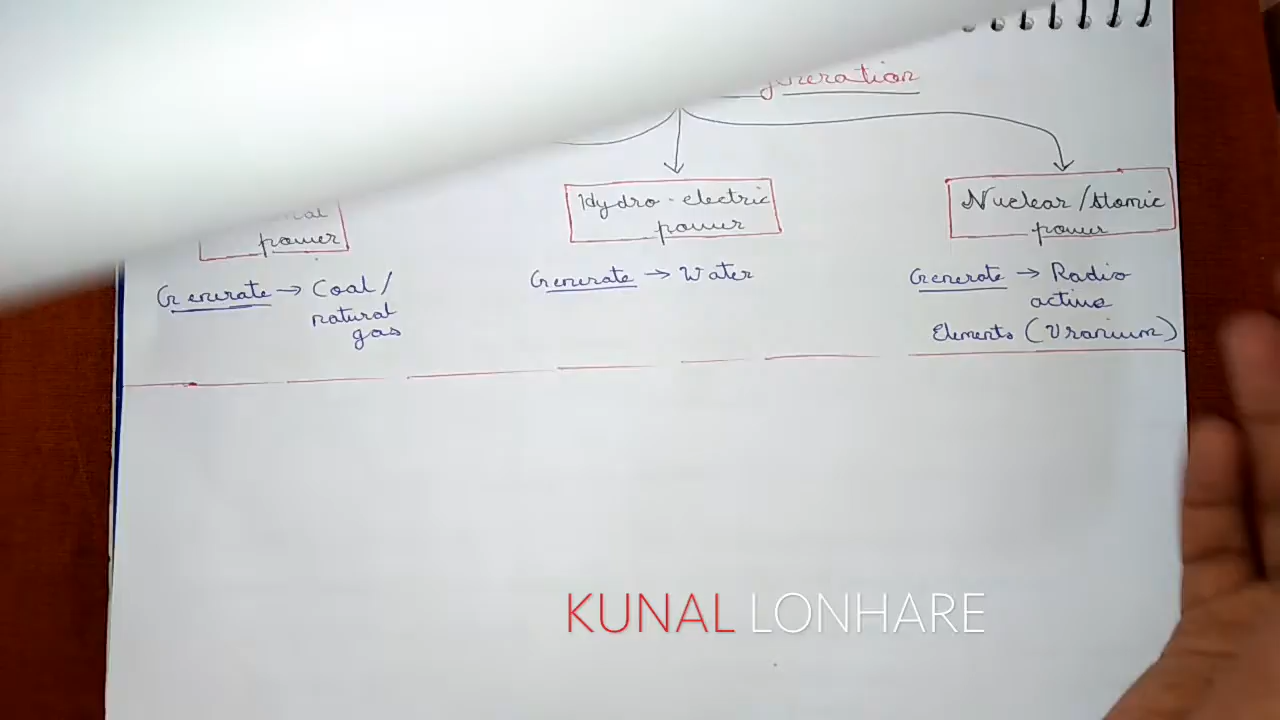 generation
Hydro-electric
power
Nuclear/Atomic
power
power
Generate → Coal/
natural
gas
Generate → Water
Generate → Radio
active
Elements (Uranium)
KUNAL LONHARE